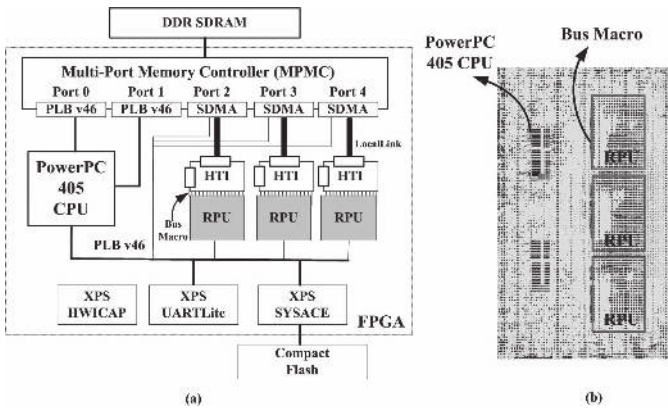 DDR SDRAM
Multi-Port Memory Controller (MPMC)
Port 0 Port 1 Port 2 Port 3 Port 4
PLB v46 PLB v46 SDMA SDMA SDMA
LocalLink
PowerPC
405
CPU
HTI HTI HTI
RPU RPU RPU
Bus
Macro
PLB v46
XPS
HWICAP
XPS
UARTLite
XPS
SYSACE
FPGA
Compact
Flash
(a)
PowerPC
405 CPU
Bus Macro
RPU
RPU
RPU
(b)